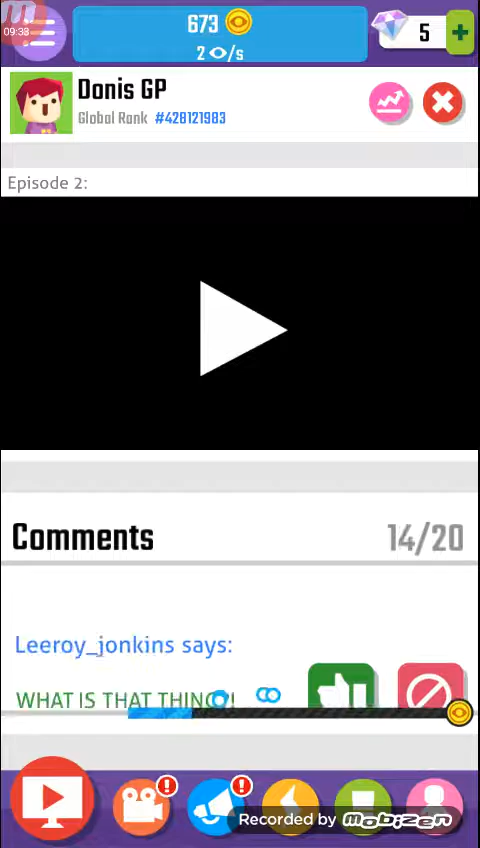 09:33
673
2 /s
5
+
Donis GP
Global Rank #428121983
Episode 2:
Comments 14/20
Leeroy_jonkins says:
WHAT IS THAT THING?!
Recorded by mobizen